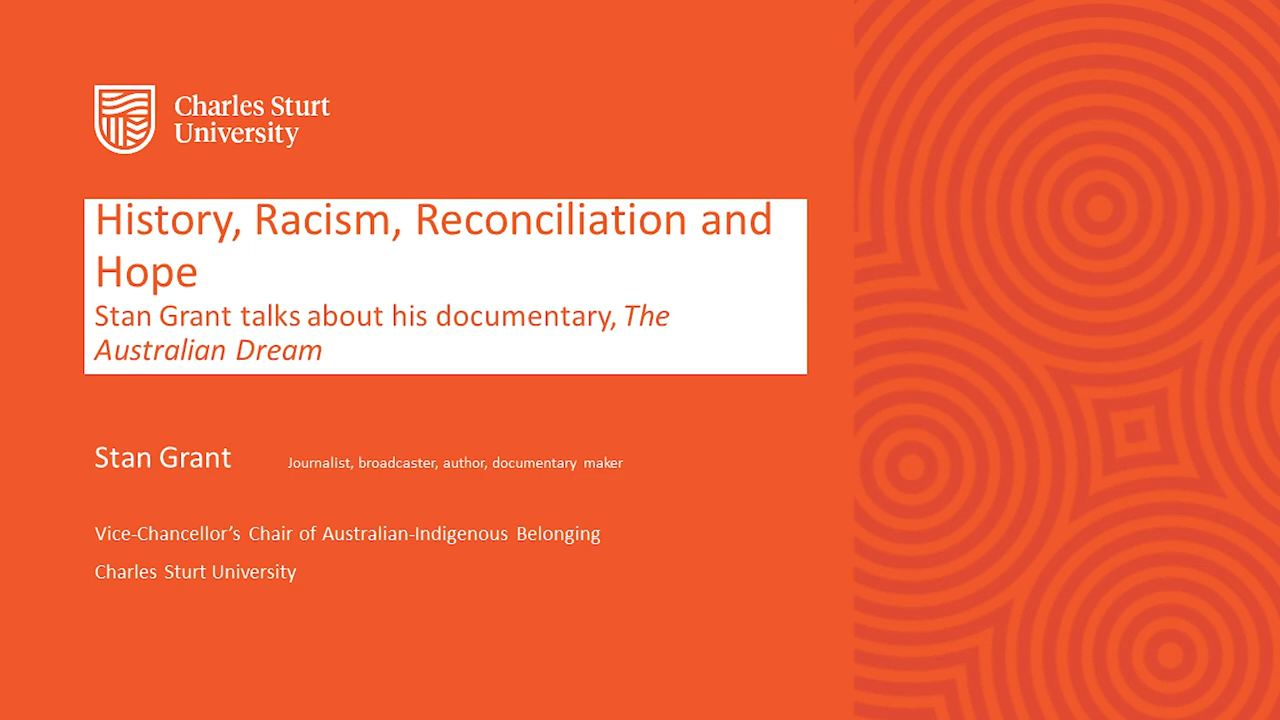 Charles Sturt
University
History, Racism, Reconciliation and
Hope
Stan Grant talks about his documentary, The
Australian Dream
Stan Grant Journalist, broadcaster, author, documentary maker
Vice-Chancellor’s Chair of Australian-Indigenous Belonging
Charles Sturt University